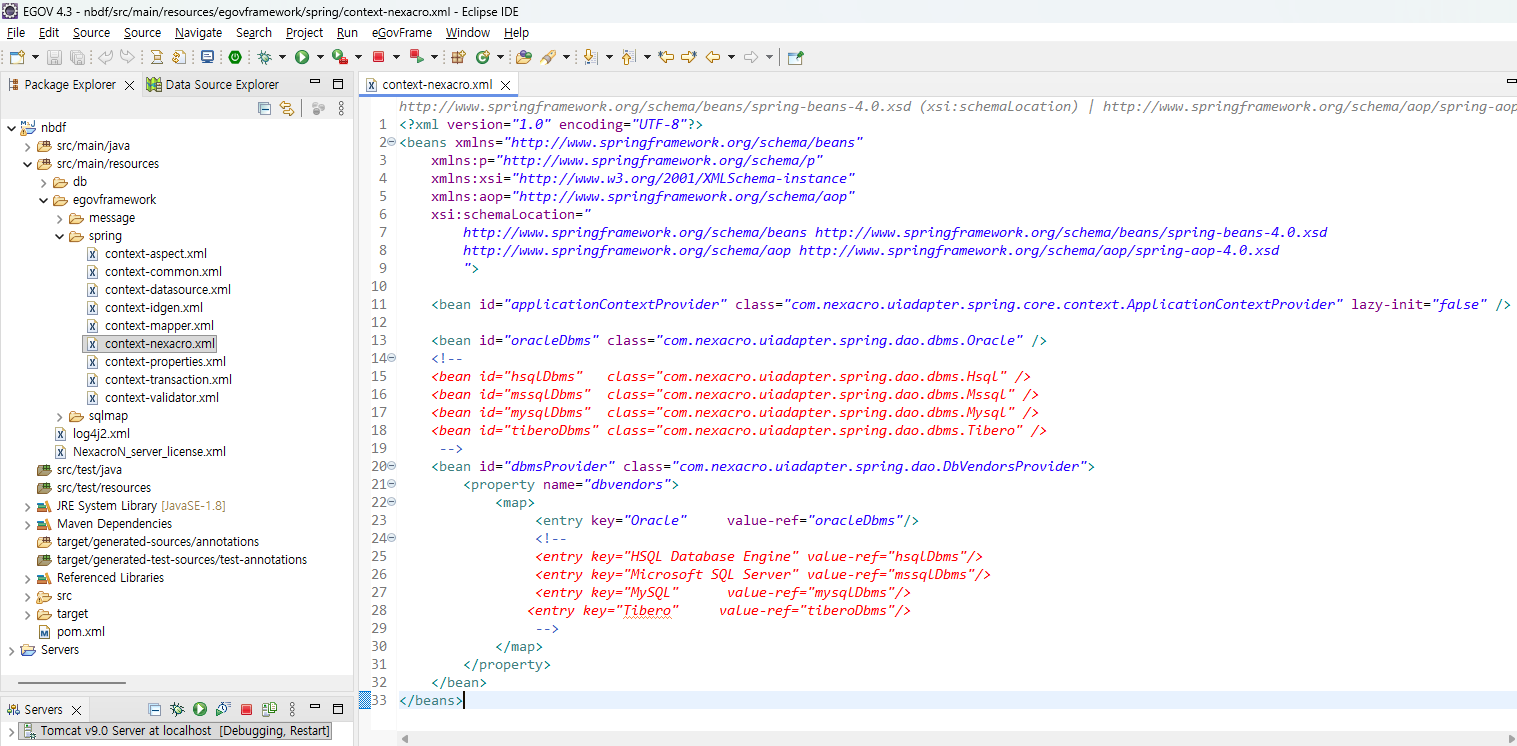 EGOV 4.3 - nbdf/src/main/resources/egovframework/spring/context-nexacro.xml - Eclipse IDE
File Edit Source Source Navigate Search Project Run eGovFrame Window Help
Package Explorer
Data Source Explorer
nbdf
src/main/java
src/main/resources
db
egovframework
message
spring
context-aspect.xml
context-common.xml
context-datasource.xml
context-idgen.xml
context-mapper.xml
context-nexacro.xml
context-properties.xml
context-transaction.xml
context-validator.xml
sqlmap
log4j2.xml
NexacroN_server_license.xml
src/test/java
src/test/resources
JRE System Library [JavaSE-1.8]
Maven Dependencies
target/generated-sources/annotations
target/generated-test-sources/test-annotations
Referenced Libraries
src
target
pom.xml
Servers
Servers
Tomcat v9.0 Server at localhost [Debugging, Restart]
context-nexacro.xml
http://www.springframework.org/schema/beans/spring-beans-4.0.xsd (xsi:schemaLocation) | http://www.springframework.org/schema/aop/spring-aop
1 <?xml version="1.0" encoding="UTF-8"?>
2 <beans xmlns="http://www.springframework.org/schema/beans"
3 xmlns:p="http://www.springframework.org/schema/p"
4 xmlns:xsi="http://www.w3.org/2001/XMLSchema-instance"
5 xmlns:aop="http://www.springframework.org/schema/aop"
6 xsi:schemaLocation="
7 http://www.springframework.org/schema/beans http://www.springframework.org/schema/beans/spring-beans-4.0.xsd
8 http://www.springframework.org/schema/aop http://www.springframework.org/schema/aop/spring-aop-4.0.xsd
9 ">
10
11 <bean id="applicationContextProvider" class="com.nexacro.uiadapter.spring.core.context.ApplicationContextProvider" lazy-init="false" />
12
13 <bean id="oracleDbms" class="com.nexacro.uiadapter.spring.dao.dbms.Oracle" />
14 <!--
15 <bean id="hsqlDbms" class="com.nexacro.uiadapter.spring.dao.dbms.Hsql" />
16 <bean id="mssqlDbms" class="com.nexacro.uiadapter.spring.dao.dbms.Mssql" />
17 <bean id="mysqlDbms" class="com.nexacro.uiadapter.spring.dao.dbms.Mysql" />
18 <bean id="tiberoDbms" class="com.nexacro.uiadapter.spring.dao.dbms.Tibero" />
19 -->
20 <bean id="dbmsProvider" class="com.nexacro.uiadapter.spring.dao.DbVendorsProvider">
21 <property name="dbvendors">
22 <map>
23 <entry key="Oracle" value-ref="oracleDbms"/>
24 <!--
25 <entry key="HSQL Database Engine" value-ref="hsqlDbms"/>
26 <entry key="Microsoft SQL Server" value-ref="mssqlDbms"/>
27 <entry key="MySQL" value-ref="mysqlDbms"/>
28 <entry key="Tibero" value-ref="tiberoDbms"/>
29 -->
30 </map>
31 </property>
32 </bean>
33 </beans>